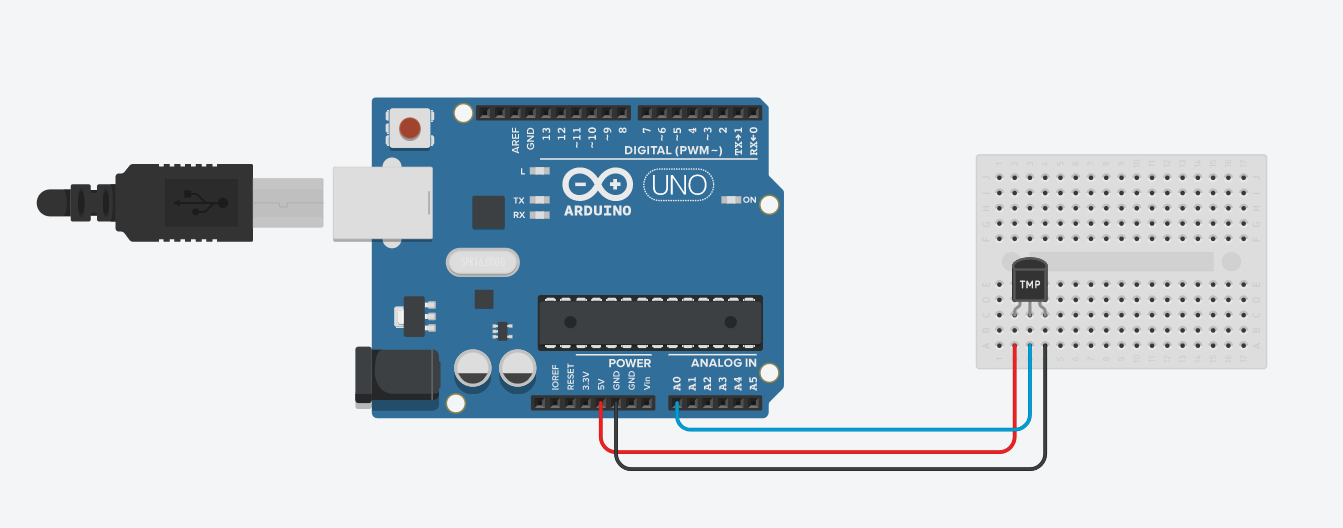 AREF
GND
13
12
~11
~10
~9
8
7
~6
~5
4
~3
2
TX→1
RX←0
DIGITAL (PWM~)
L
TX
RX
ARDUINO
UNO
ON
POWER
ANALOG IN
IOREF
RESET
3.3V
5V
GND
GND
Vin
A0
A1
A2
A3
A4
A5
TMP